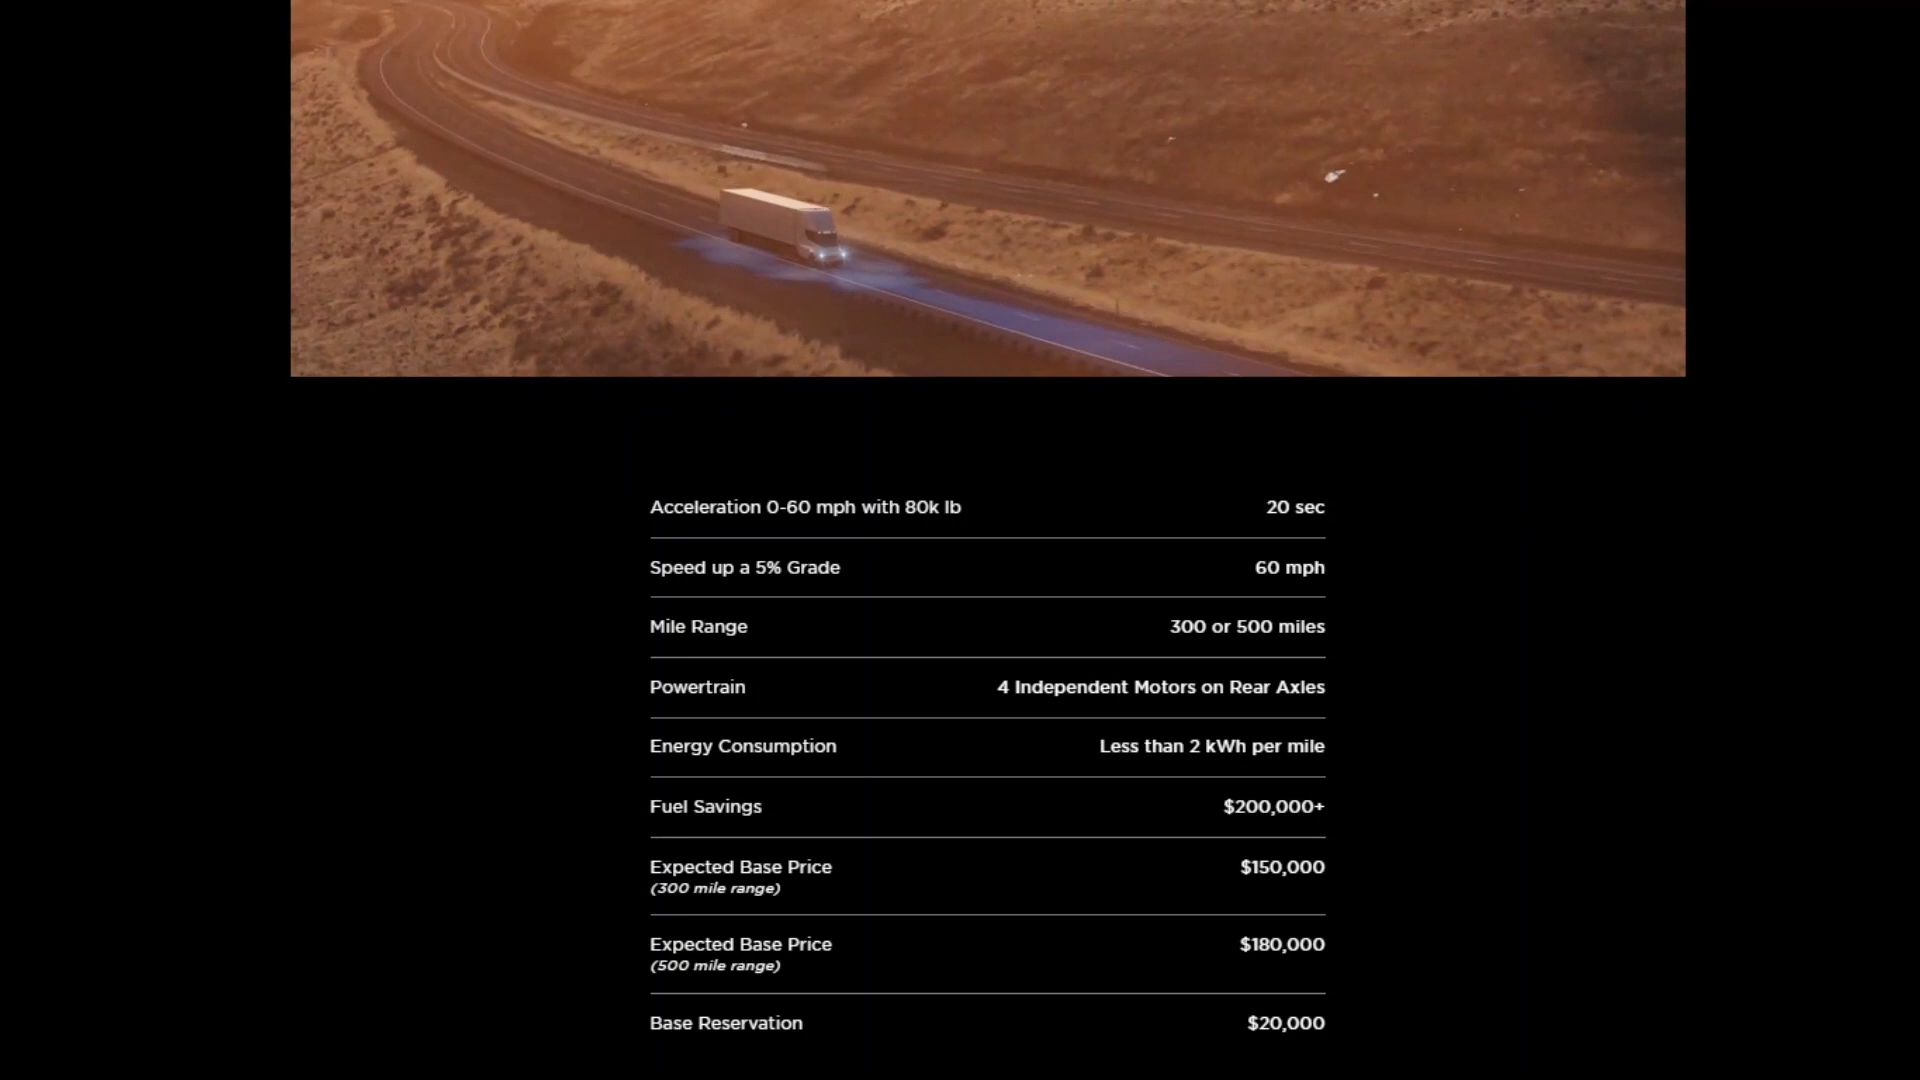 Acceleration 0-60 mph with 80k lb 20 sec
Speed up a 5% Grade 60 mph
Mile Range 300 or 500 miles
Powertrain 4 Independent Motors on Rear Axles
Energy Consumption Less than 2 kWh per mile
Fuel Savings $200,000+
Expected Base Price $150,000
(300 mile range)
Expected Base Price $180,000
(500 mile range)
Base Reservation $20,000